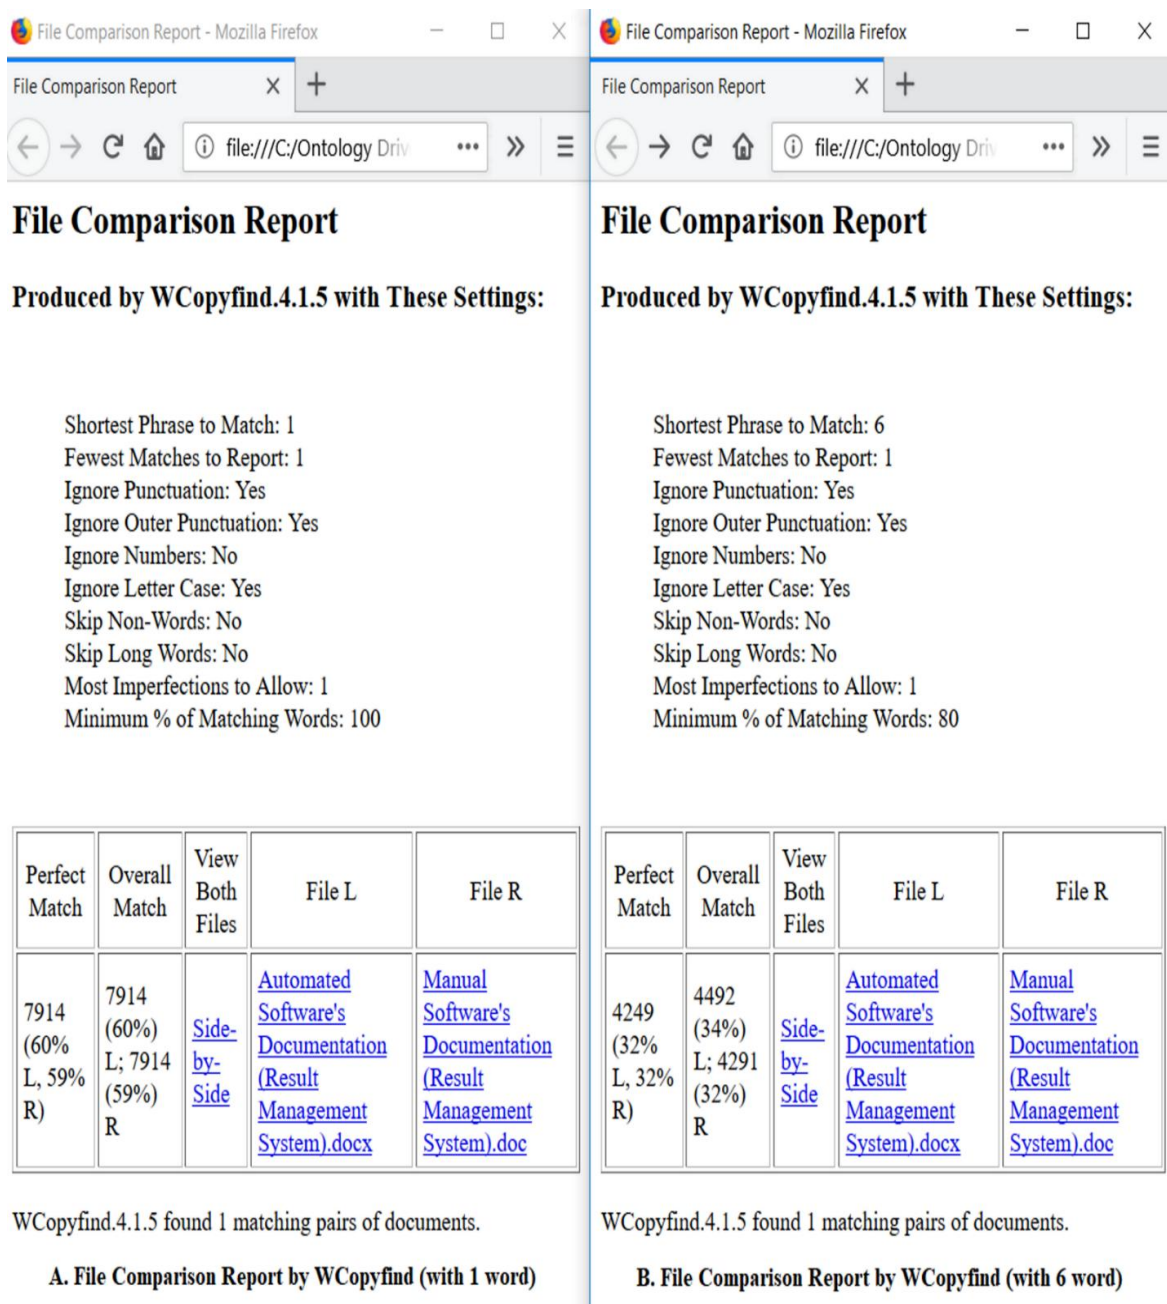 File Comparison Report - Mozilla Firefox
File Comparison Report
file:///C:/Ontology Driv
File Comparison Report
Produced by WCopyfind.4.1.5 with These Settings:
Shortest Phrase to Match: 1
Fewest Matches to Report: 1
Ignore Punctuation: Yes
Ignore Outer Punctuation: Yes
Ignore Numbers: No
Ignore Letter Case: Yes
Skip Non-Words: No
Skip Long Words: No
Most Imperfections to Allow: 1
Minimum % of Matching Words: 100
Perfect
Match
Overall
Match
View
Both
Files
File L
File R
7914
(60%
L, 59%
R)
7914
(60%)
L; 7914
(59%)
R
Side-
by-
Side
Automated
Software's
Documentation
(Result
Management
System).docx
Manual
Software's
Documentation
(Result
Management
System).doc
WCopyfind.4.1.5 found 1 matching pairs of documents.
A. File Comparison Report by WCopyfind (with 1 word)
File Comparison Report - Mozilla Firefox
File Comparison Report
file:///C:/Ontology Driv
File Comparison Report
Produced by WCopyfind.4.1.5 with These Settings:
Shortest Phrase to Match: 6
Fewest Matches to Report: 1
Ignore Punctuation: Yes
Ignore Outer Punctuation: Yes
Ignore Numbers: No
Ignore Letter Case: Yes
Skip Non-Words: No
Skip Long Words: No
Most Imperfections to Allow: 1
Minimum % of Matching Words: 80
Perfect
Match
Overall
Match
View
Both
Files
File L
File R
4249
(32%
L, 32%
R)
4492
(34%)
L; 4291
(32%)
R
Side-
by-
Side
Automated
Software's
Documentation
(Result
Management
System).docx
Manual
Software's
Documentation
(Result
Management
System).doc
WCopyfind.4.1.5 found 1 matching pairs of documents.
B. File Comparison Report by WCopyfind (with 6 word)